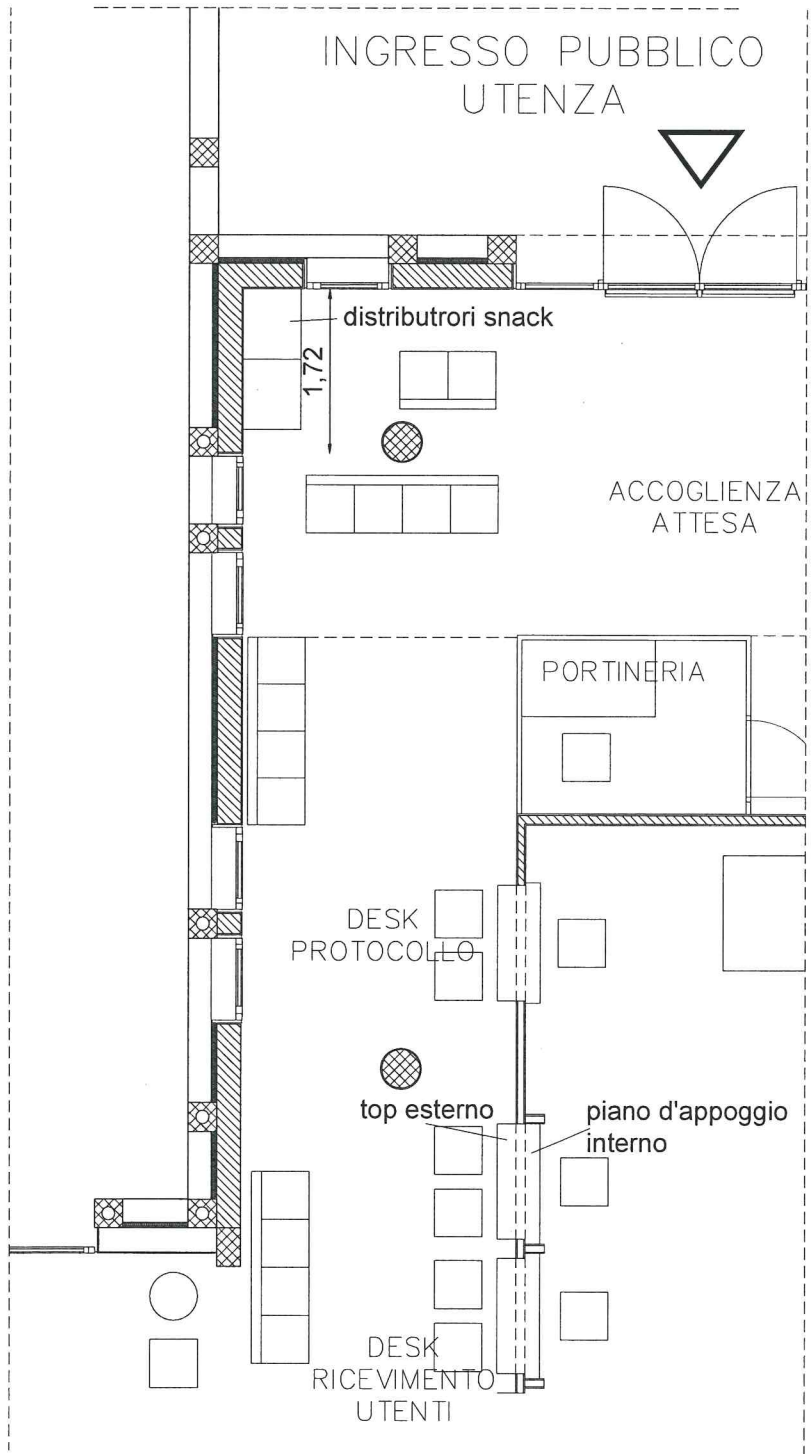 INGRESSO PUBBLICO
UTENZA
distributrori snack
1,72
ACCOGLIENZA
ATTESA
PORTINERIA
DESK
PROTOCOLLO
top esterno
piano d'appoggio
interno
DESK
RICEVIMENTO
UTENTI